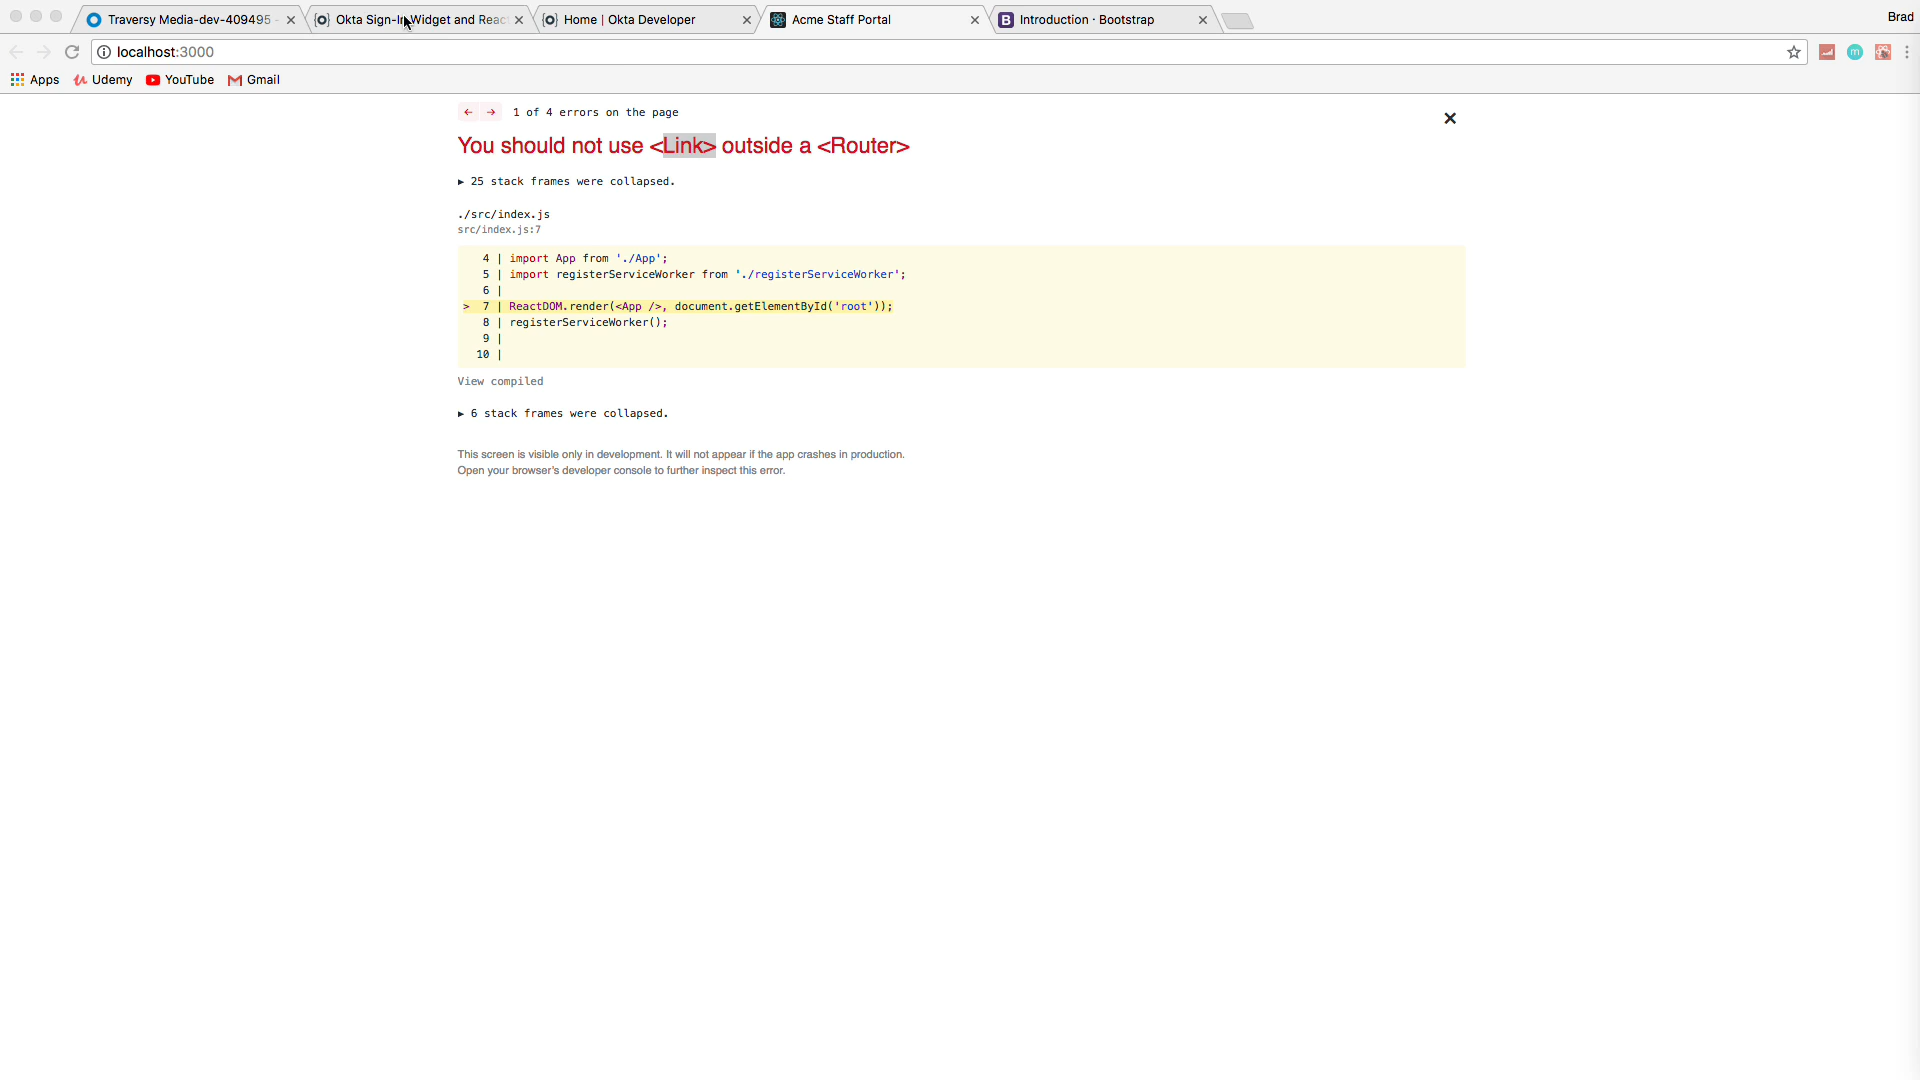 Traversy Media-dev-409495 -
Okta Sign-In Widget and Reac
Home | Okta Developer
Acme Staff Portal
Introduction · Bootstrap
Brad
localhost:3000
Apps
Udemy
YouTube
Gmail
← → 1 of 4 errors on the page
You should not use <Link> outside a <Router>
▶ 25 stack frames were collapsed.
./src/index.js
src/index.js:7
4 | import App from './App';
5 | import registerServiceWorker from './registerServiceWorker';
6 |
> 7 | ReactDOM.render(<App />, document.getElementById('root'));
8 | registerServiceWorker();
9 |
10 |
View compiled
▶ 6 stack frames were collapsed.
This screen is visible only in development. It will not appear if the app crashes in production.
Open your browser's developer console to further inspect this error.